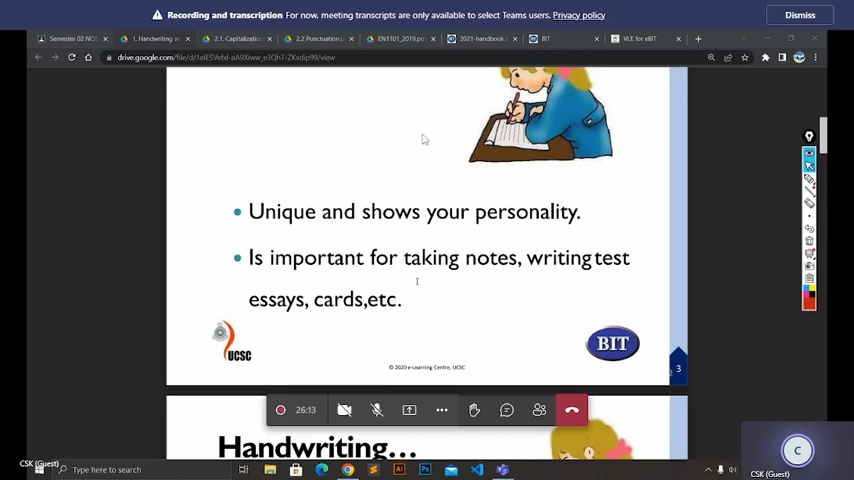 Recording and transcription For now, meeting transcripts are only available to select Teams users. Privacy policy
Dismiss
Semester 02 NOT
1. Handwriting a
2.1. Capitalizatio
2.2 Punctuation.p
EN1101_2019.pdf
2021-handbook.p
BIT
VLE for eBIT
Unique and shows your personality.
Is important for taking notes, writing test
essays, cards,etc.
UCSC
BIT
© 2020 e-Learning Centre, UCSC
3
26:13
Handwriting...
C
CSK (Guest)
CSK (Guest)
Type here to search